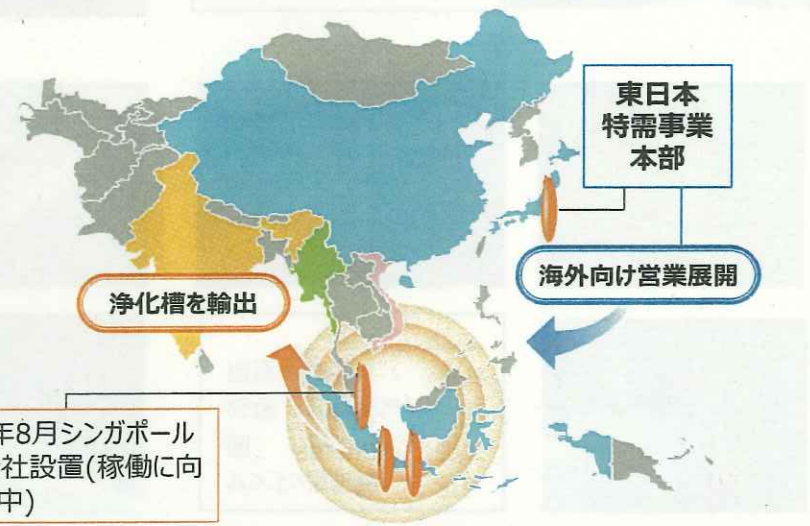 東日本
特需事業
本部
海外向け営業展開
浄化槽を輸出
年8月シンガポール
社設置(稼働に向
中)